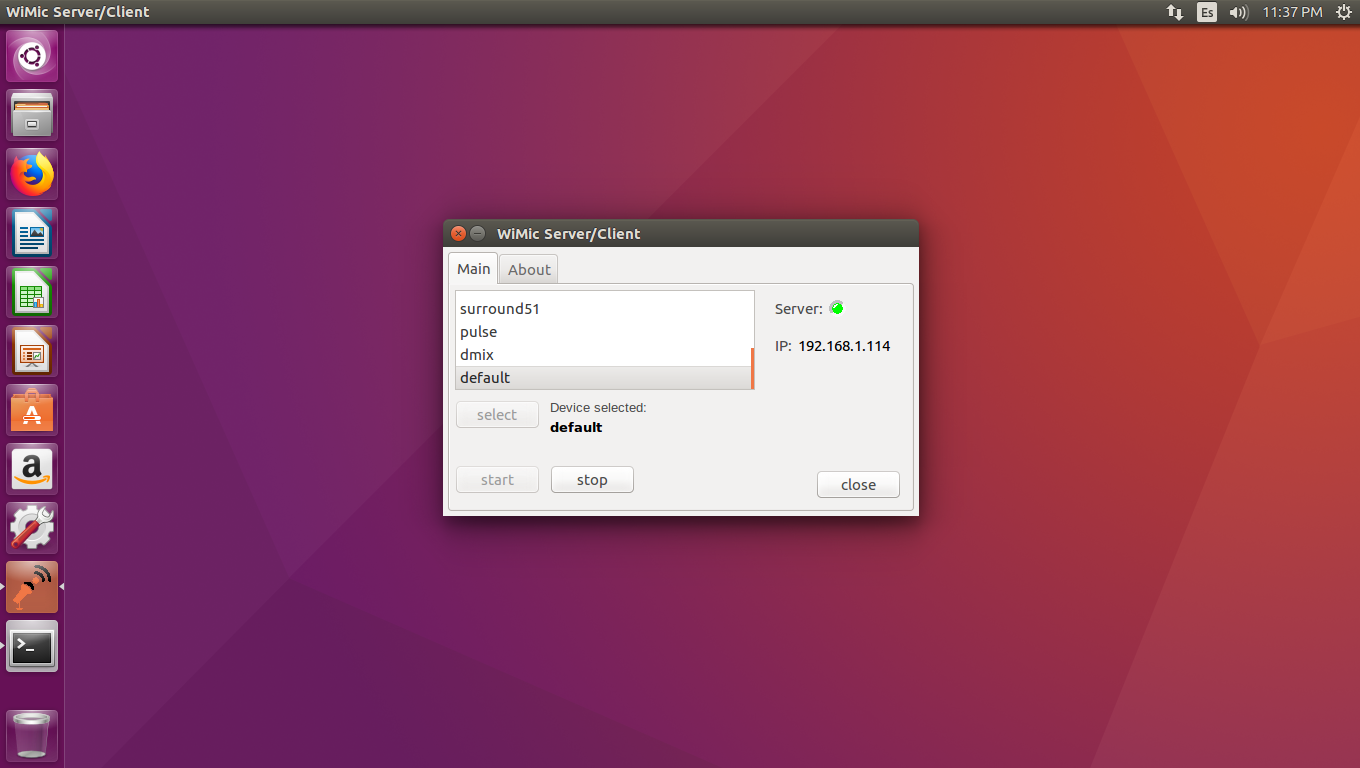 WiMic Server/Client
Es
11:37 PM
WiMic Server/Client
Main
About
surround51
pulse
dmix
default
Server:
IP: 192.168.1.114
select
Device selected:
default
start
stop
close
A
a
>_